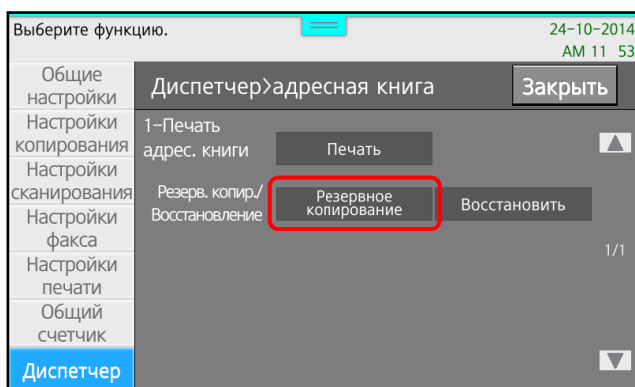 Выберите функцию.
24-10-2014
AM 11 53
Общие
настройки
Диспетчер>адресная книга
Закрыть
Настройки
копирования
1-Печать
адрес. книги
Печать
Настройки
сканирования
Резерв. копир./
Восстановление
Резервное
копирование
Восстановить
Настройки
факса
1/1
Настройки
печати
Общий
счетчик
Диспетчер